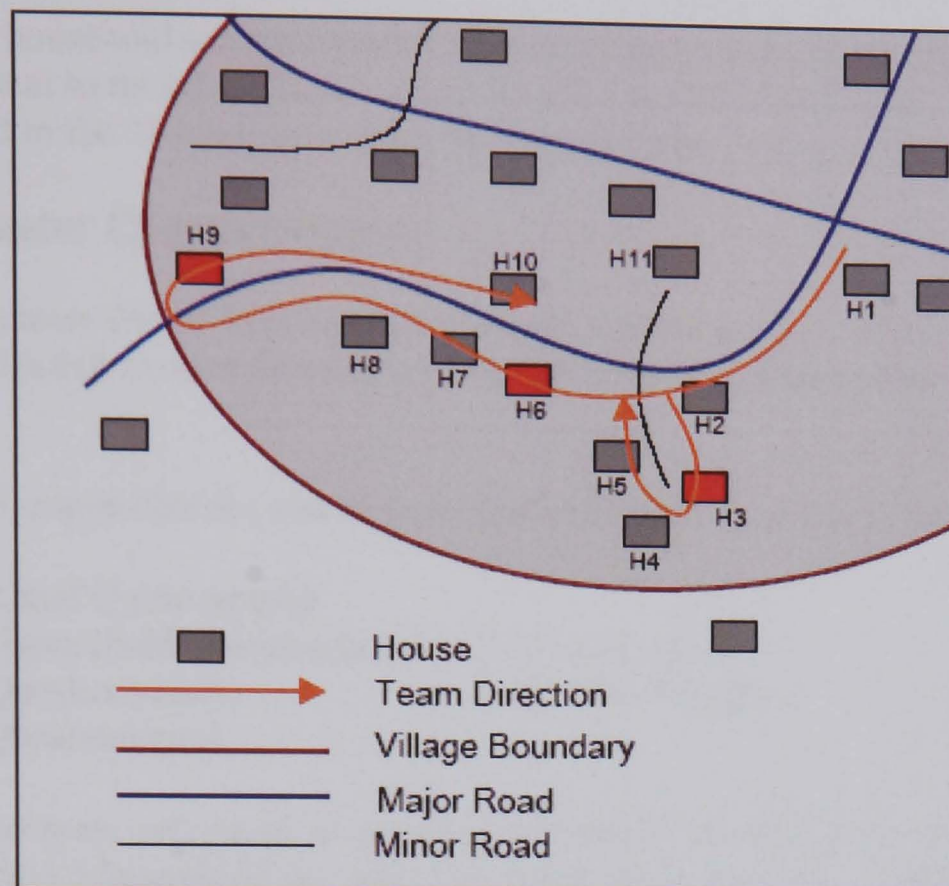 H9
H10
H11
H1
H8
H7
H6
H2
H5
H3
H4
House
Team Direction
Village Boundary
Major Road
Minor Road